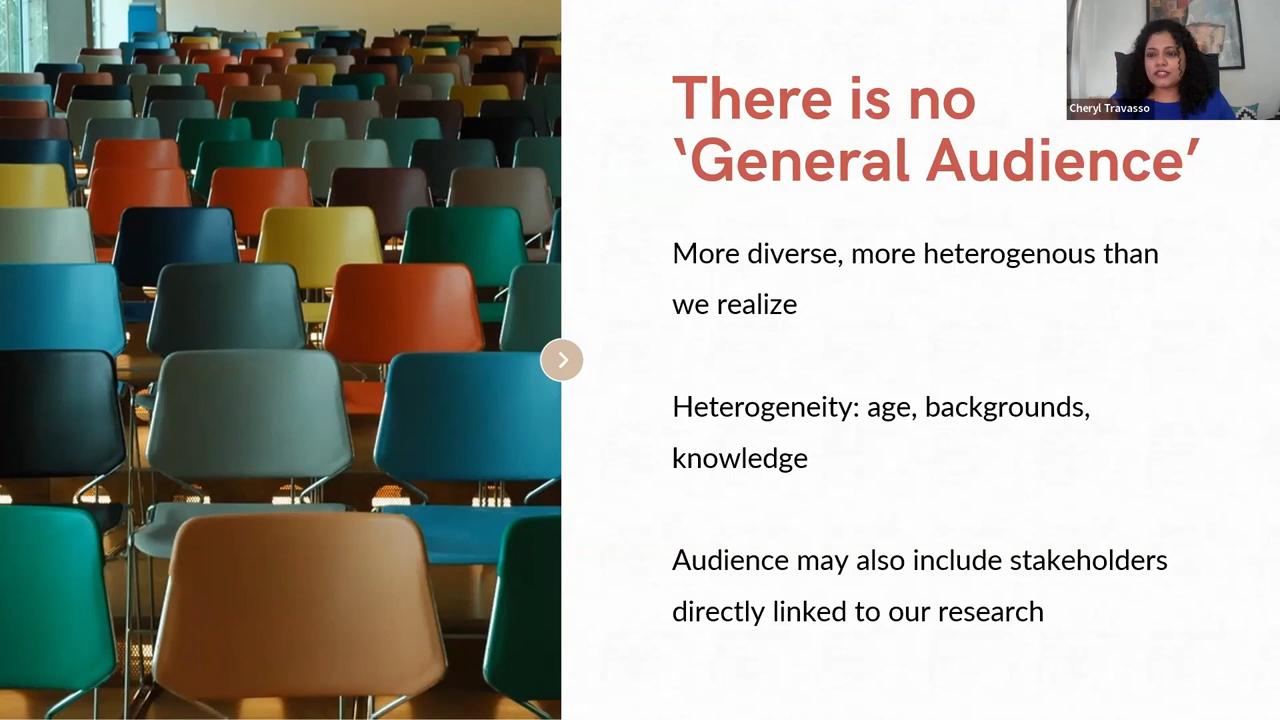 There is no
‘General Audience’
Cheryl Travasso
More diverse, more heterogenous than
we realize
Heterogeneity: age, backgrounds,
knowledge
Audience may also include stakeholders
directly linked to our research